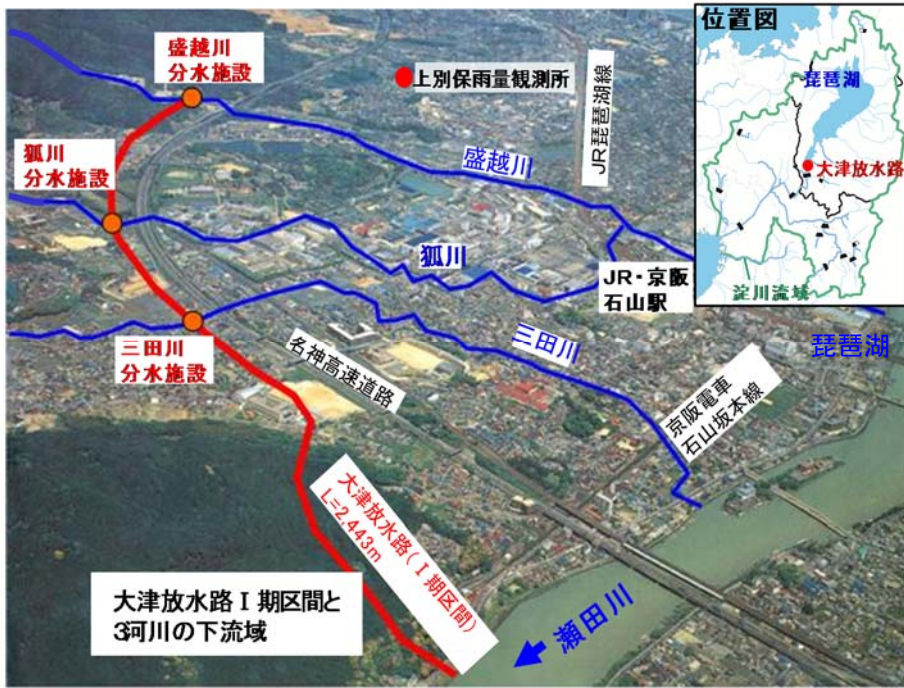 盛越川
分水施設
上別保雨量観測所
JR琵琶湖線
位置図
琵琶湖
大津放水路
淀川流域
狐川
分水施設
盛越川
狐川
JR・京阪
石山駅
三田川
分水施設
名神高速道路
三田川
琵琶湖
京阪電車
石山坂本線
大津放水路(Ⅰ期区間)
L=2,443m
大津放水路Ⅰ期区間と
3河川の下流域
瀬田川